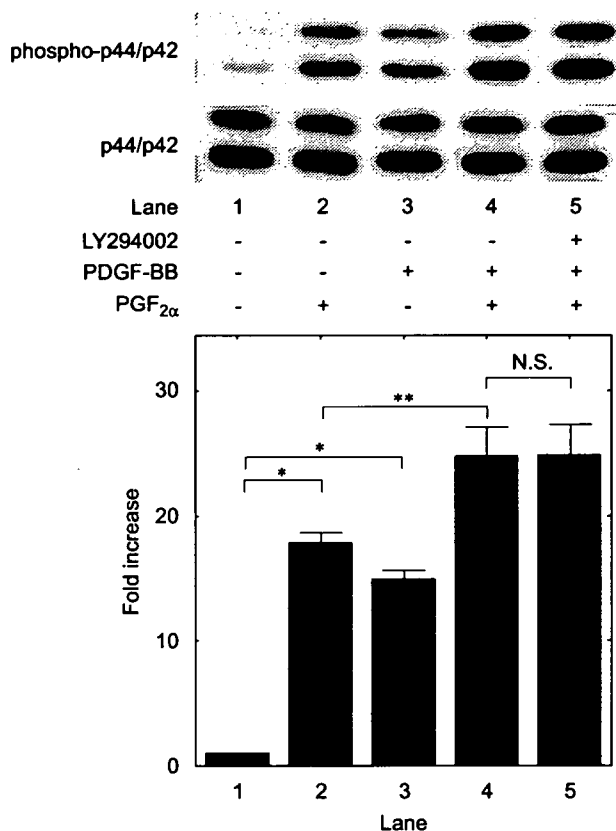 phospho-p44/p42
p44/p42
Lane 1 2 3 4 5
LY294002 - - - - +
PDGF-BB - - + + +
PGF2α - + - + +
N.S.
**
*
*
30
20
10
0
Fold increase
1 2 3 4 5
Lane